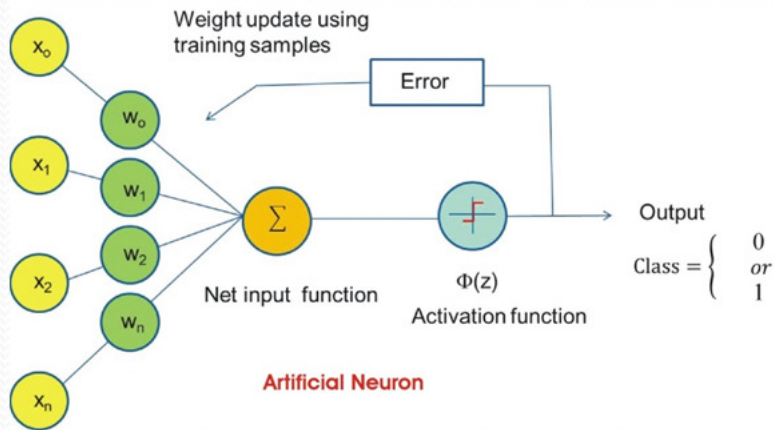 Weight update using
training samples
Error
Xₒ
wₒ
X₁
w₁
Σ
Output
X₂
w₂
Class = { 0
or
1
Net input function
Φ(z)
Activation function
wₙ
Artificial Neuron
Xₙ